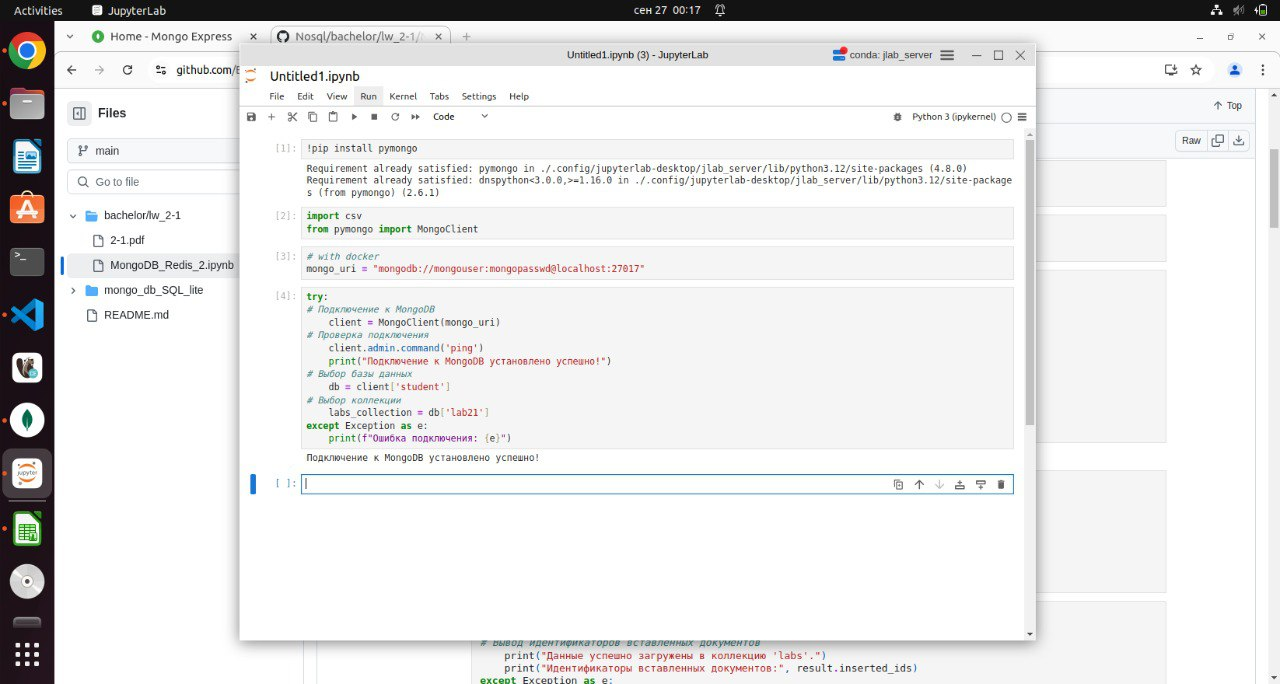 Activities
JupyterLab
сен 27 00:17
Home - Mongo Express
Nosql/bachelor/lw_2-1/
github.com/
Files
main
Go to file
bachelor/lw_2-1
2-1.pdf
MongoDB_Redis_2.ipynb
mongo_db_SQL_lite
README.md
Top
Raw
Untitled1.ipynb (3) - JupyterLab
conda: jlab_server
Untitled1.ipynb
File Edit View Run Kernel Tabs Settings Help
Code
Python 3 (ipykernel)
[1]: !pip install pymongo
Requirement already satisfied: pymongo in ./.config/jupyterlab-desktop/jlab_server/lib/python3.12/site-packages (4.8.0)
Requirement already satisfied: dnspython<3.0.0,>=1.16.0 in ./.config/jupyterlab-desktop/jlab_server/lib/python3.12/site-package
s (from pymongo) (2.6.1)
[2]: import csv
from pymongo import MongoClient
[3]: # with docker
mongo_uri = "mongodb://mongouser:mongopasswd@localhost:27017"
[4]: try:
# Подключение к MongoDB
client = MongoClient(mongo_uri)
# Проверка подключения
client.admin.command('ping')
print("Подключение к MongoDB установлено успешно!")
# Выбор базы данных
db = client['student']
# Выбор коллекции
labs_collection = db['lab21']
except Exception as e:
print(f"Ошибка подключения: {e}")
Подключение к MongoDB установлено успешно!
[ ]:
# Вывод идентификаторов вставленных документов
print("Данные успешно загружены в коллекцию 'labs'.")
print("Идентификаторы вставленных документов:", result.inserted_ids)
except Exception as e:
jupyter